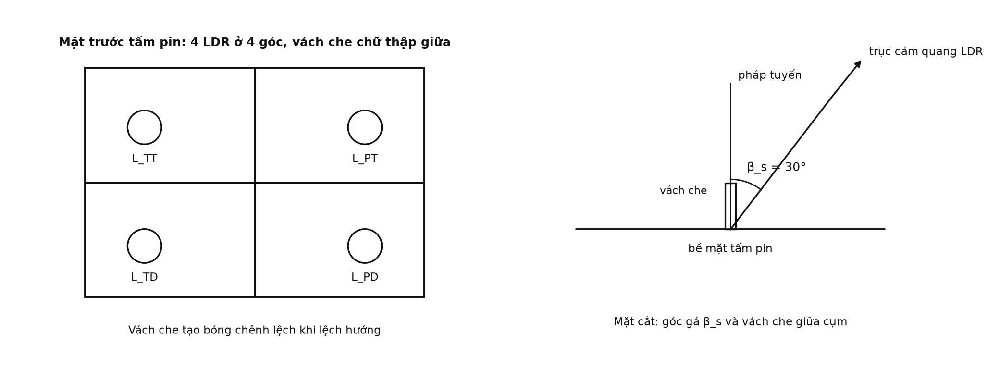 Mặt trước tấm pin: 4 LDR ở 4 góc, vách che chữ thập giữa
L_TT
L_PT
L_TD
L_PD
Vách che tạo bóng chênh lệch khi lệch hướng
trục cảm quang LDR
pháp tuyến
β_s = 30°
vách che
bề mặt tấm pin
Mặt cắt: góc gá β_s và vách che giữa cụm